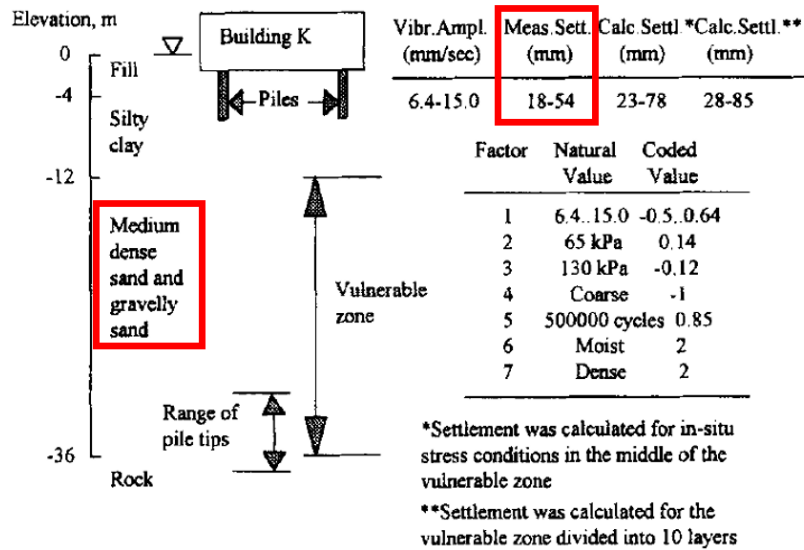 Elevation, m
0
Fill
-4
Silty
clay
-12
Medium
dense
sand and
gravelly
sand
-36
Rock
Building K
Piles
Vulnerable
zone
Range of
pile tips
Vibr.Ampl. Meas.Sett. Calc.Settl.*Calc.Settl.**
(mm/sec) (mm) (mm) (mm)
6.4-15.0 18-54 23-78 28-85
Factor Natural Coded
Value Value
1 6.4..15.0 -0.5..0.64
2 65 kPa 0.14
3 130 kPa -0.12
4 Coarse -1
5 500000 cycles 0.85
6 Moist 2
7 Dense 2
*Settlement was calculated for in-situ
stress conditions in the middle of the
vulnerable zone
**Settlement was calculated for the
vulnerable zone divided into 10 layers